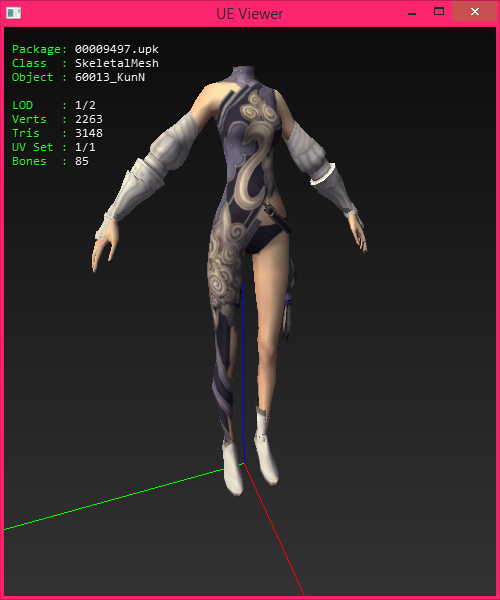 UE Viewer
Package: 00009497.upk
Class : SkeletalMesh
Object : 60013_KunN
LOD : 1/2
Verts : 2263
Tris : 3148
UV Set : 1/1
Bones : 85